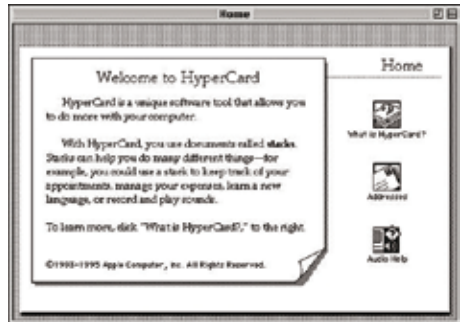 Home
Home
Welcome to HyperCard
HyperCard is a unique software tool that allows you
to do more with your computer.
With HyperCard, you use documents called stacks.
Stacks can help you do many different things—for
example, you could use a stack to keep track of your
appointments, manage your expenses, learn a new
language, or record and play sounds.
To learn more, click "What is HyperCard?," to the right.
©1983-1995 Apple Computer, Inc. All Rights Reserved.
What is HyperCard?
Addresses
Audio Help